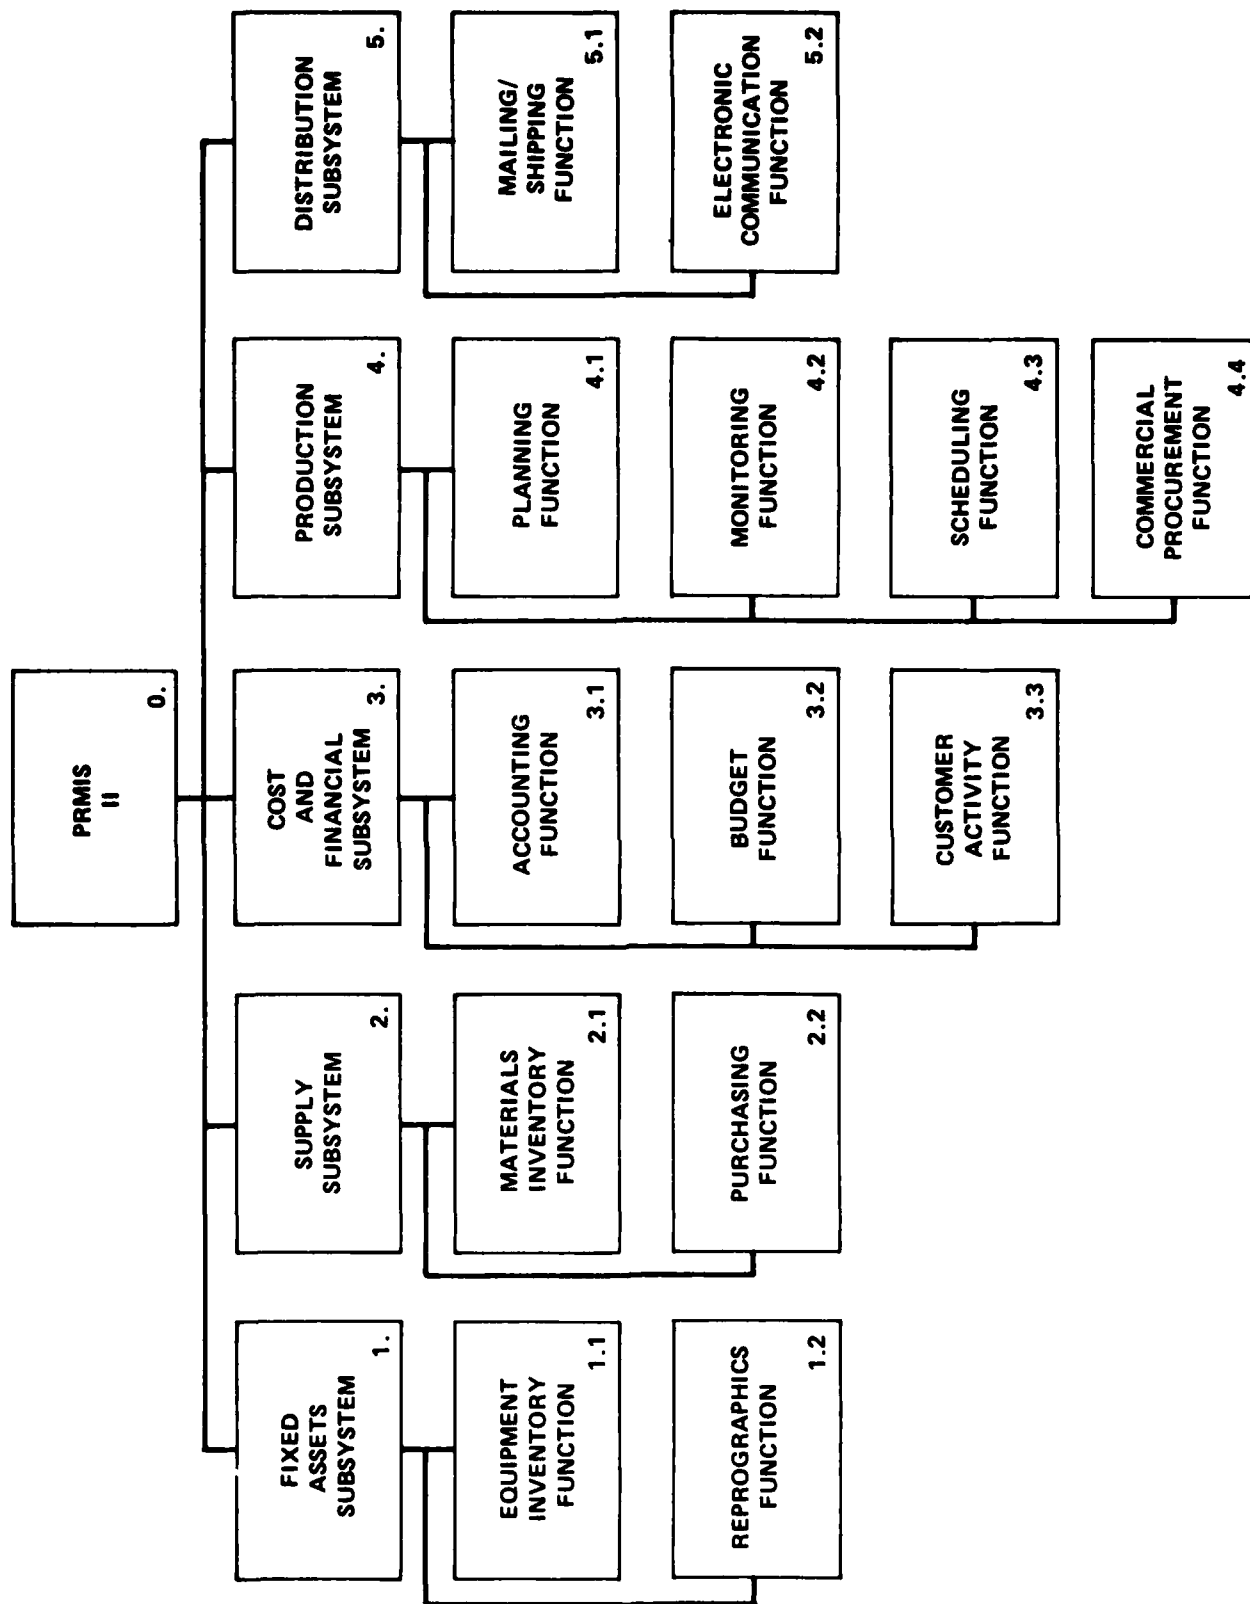 PRMIS
II
0.
FIXED
ASSETS
SUBSYSTEM
1.
SUPPLY
SUBSYSTEM
2.
COST
AND
FINANCIAL
SUBSYSTEM
3.
PRODUCTION
SUBSYSTEM
4.
DISTRIBUTION
SUBSYSTEM
5.
EQUIPMENT
INVENTORY
FUNCTION
1.1
MATERIALS
INVENTORY
FUNCTION
2.1
ACCOUNTING
FUNCTION
3.1
PLANNING
FUNCTION
4.1
MAILING/
SHIPPING
FUNCTION
5.1
REPROGRAPHICS
FUNCTION
1.2
PURCHASING
FUNCTION
2.2
BUDGET
FUNCTION
3.2
MONITORING
FUNCTION
4.2
ELECTRONIC
COMMUNICATION
FUNCTION
5.2
CUSTOMER
ACTIVITY
FUNCTION
3.3
SCHEDULING
FUNCTION
4.3
COMMERCIAL
PROCUREMENT
FUNCTION
4.4